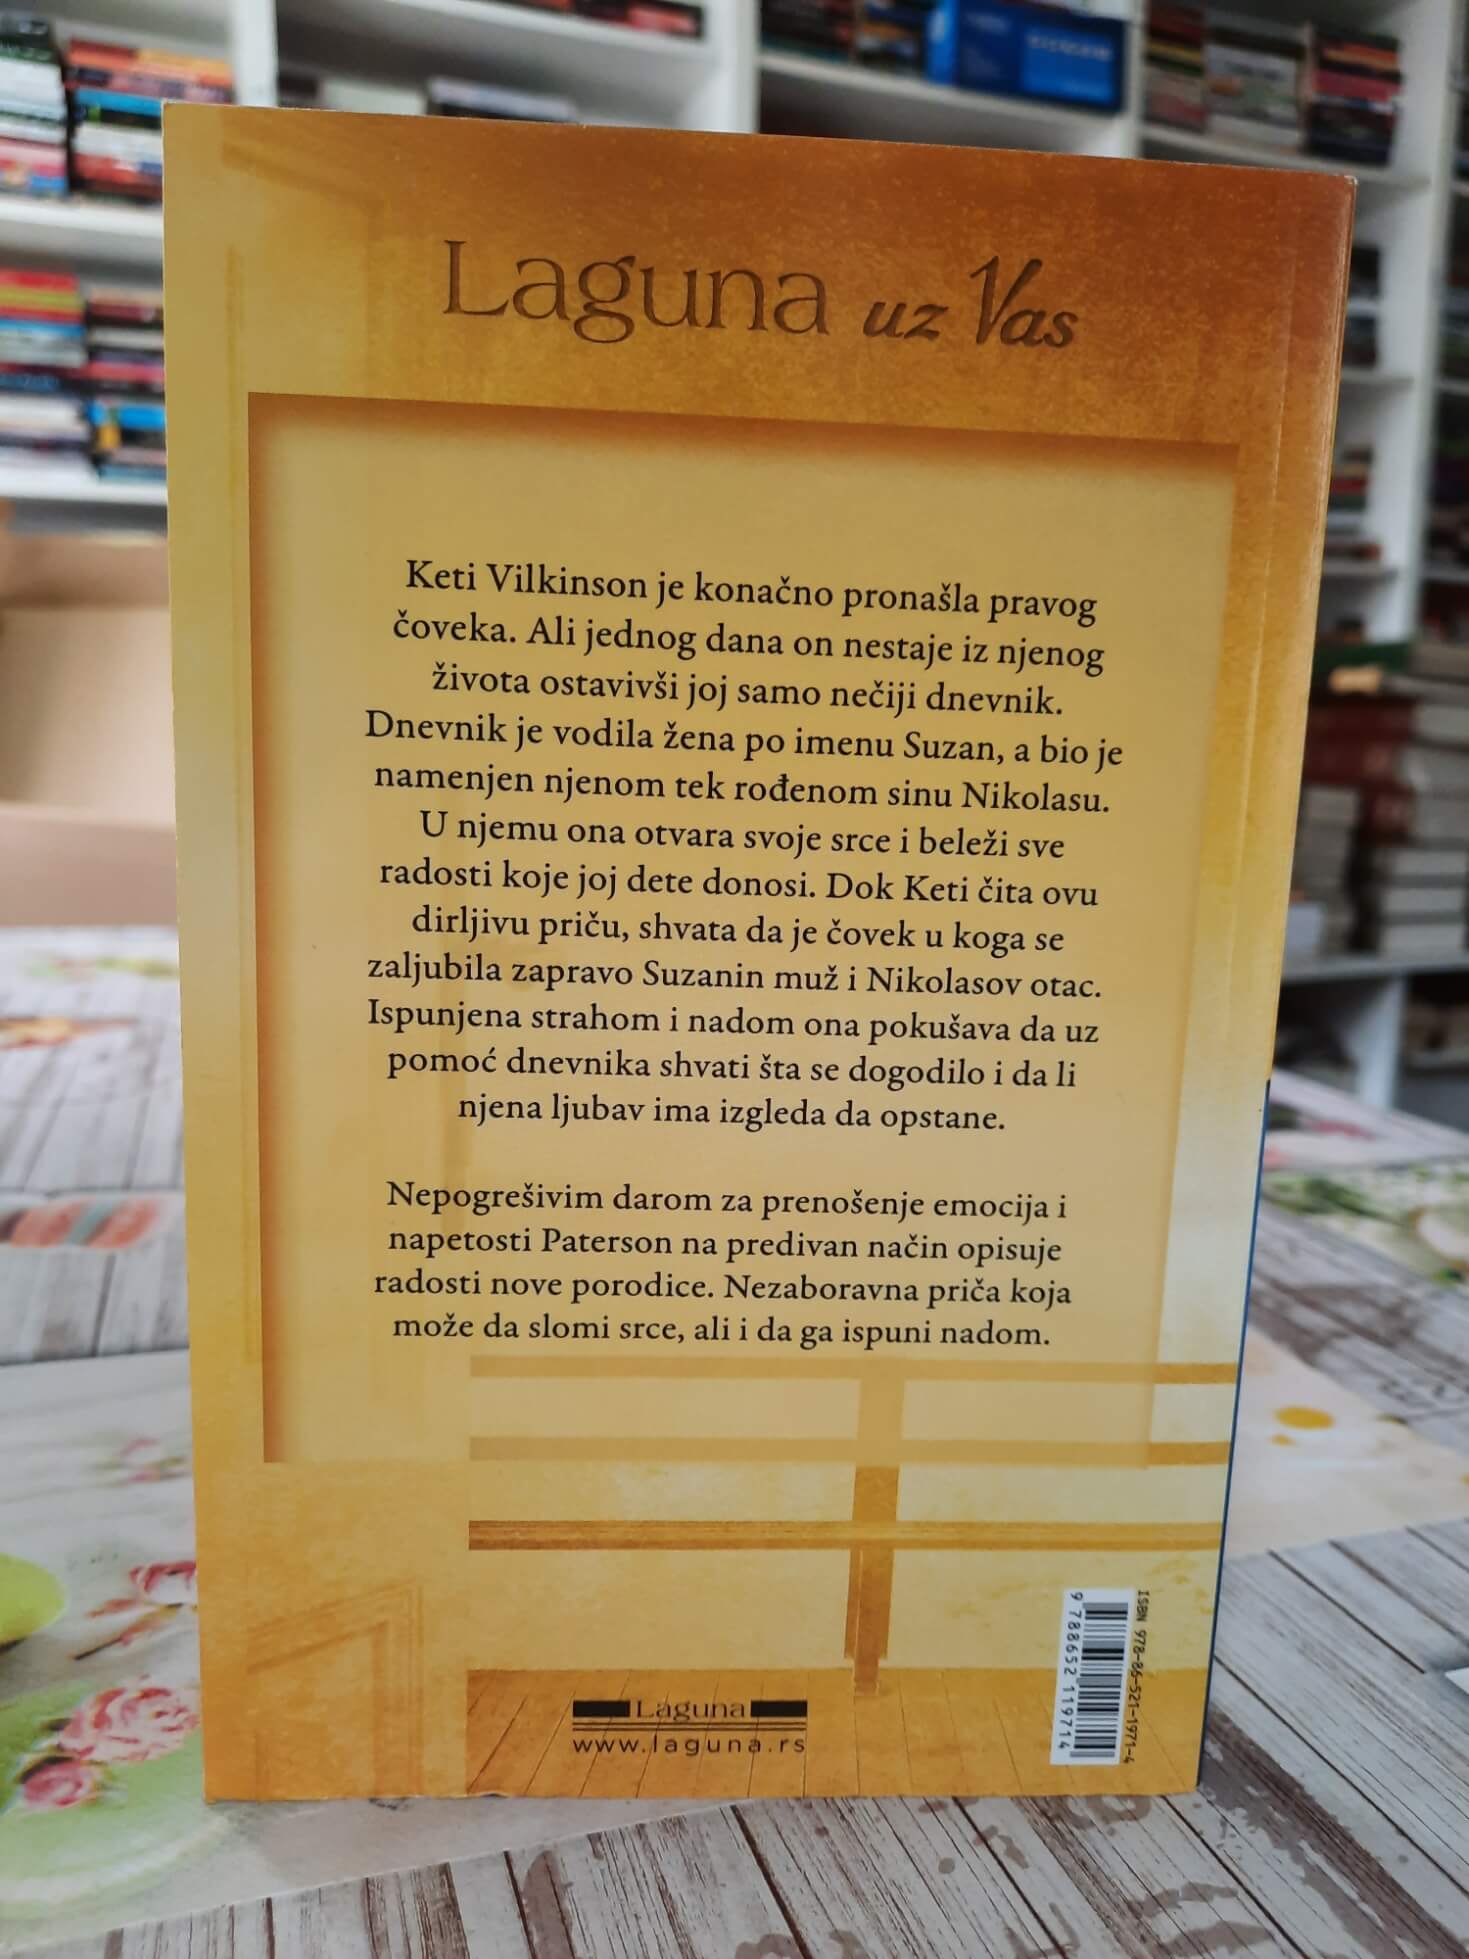 Laguna uz Vas
Keti Vilkinson je konačno pronašla pravog
čoveka. Ali jednog dana on nestaje iz njenog
života ostavivši joj samo nečiji dnevnik.
Dnevnik je vodila žena po imenu Suzan, a bio je
namenjen njenom tek rođenom sinu Nikolasu.
U njemu ona otvara svoje srce i beleži sve
radosti koje joj dete donosi. Dok Keti čita ovu
dirljivu priču, shvata da je čovek u koga se
zaljubila zapravo Suzanin muž i Nikolasov otac.
Ispunjena strahom i nadom ona pokušava da uz
pomoć dnevnika shvati šta se dogodilo i da li
njena ljubav ima izgleda da opstane.
Nepogrešivim darom za prenošenje emocija i
napetosti Paterson na predivan način opisuje
radosti nove porodice. Nezaboravna priča koja
može da slomi srce, ali i da ga ispuni nadom.
Laguna
www.laguna.rs
ISBN 978-86-521-1971-4
9 788652 119714